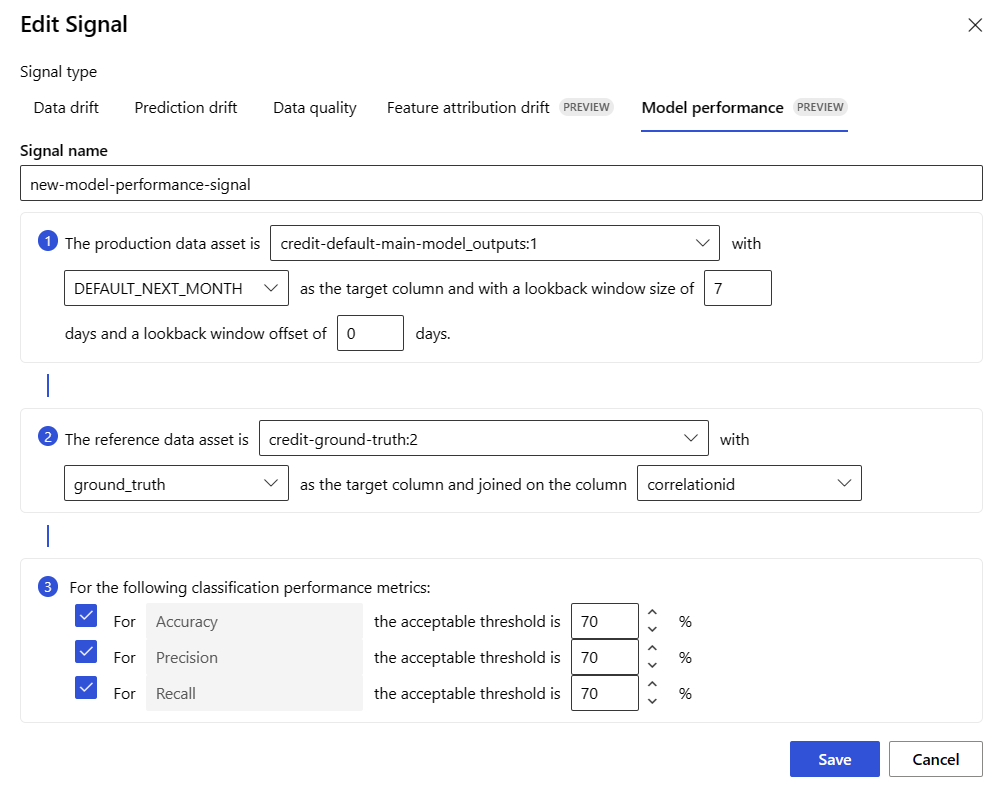 Edit Signal
Signal type
Data drift Prediction drift Data quality Feature attribution drift PREVIEW Model performance PREVIEW
Signal name
new-model-performance-signal
1 The production data asset is credit-default-main-model_outputs:1 with
DEFAULT_NEXT_MONTH as the target column and with a lookback window size of 7
days and a lookback window offset of 0 days.
2 The reference data asset is credit-ground-truth:2 with
ground_truth as the target column and joined on the column correlationid
3 For the following classification performance metrics:
For Accuracy the acceptable threshold is 70 %
For Precision the acceptable threshold is 70 %
For Recall the acceptable threshold is 70 %
Save Cancel